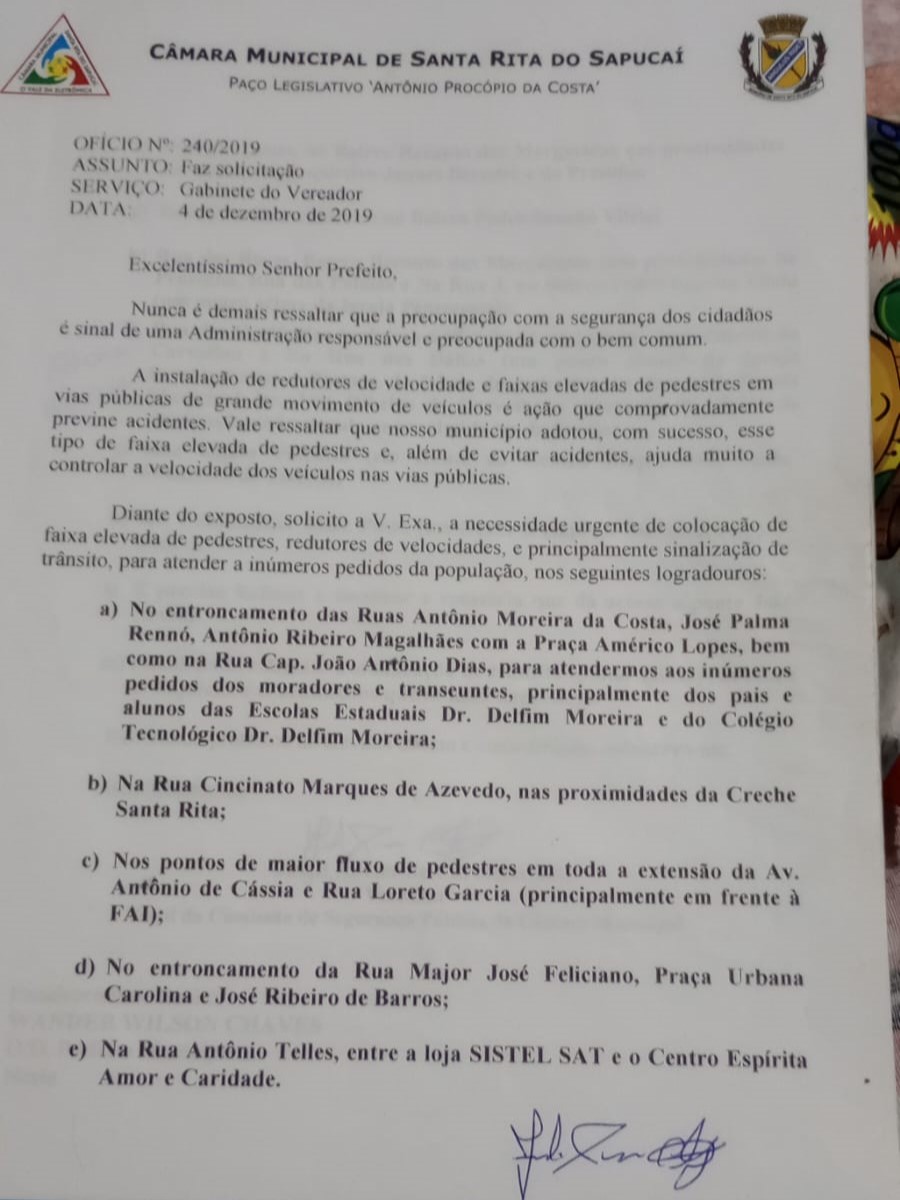 CÂMARA MUNICIPAL DE SANTA RITA DO SAPUCAÍ
PAÇO LEGISLATIVO 'ANTÔNIO PROCÓPIO DA COSTA'
OFÍCIO Nº: 240/2019
ASSUNTO: Faz solicitação
SERVIÇO: Gabinete do Vereador
DATA: 4 de dezembro de 2019
Excelentíssimo Senhor Prefeito,
Nunca é demais ressaltar que a preocupação com a segurança dos cidadãos
é sinal de uma Administração responsável e preocupada com o bem comum.
A instalação de redutores de velocidade e faixas elevadas de pedestres em
vias públicas de grande movimento de veículos é ação que comprovadamente
previne acidentes. Vale ressaltar que nosso município adotou, com sucesso, esse
tipo de faixa elevada de pedestres e, além de evitar acidentes, ajuda muito a
controlar a velocidade dos veículos nas vias públicas.
Diante do exposto, solicito a V. Exa., a necessidade urgente de colocação de
faixa elevada de pedestres, redutores de velocidades, e principalmente sinalização de
trânsito, para atender a inúmeros pedidos da população, nos seguintes logradouros:
a) No entroncamento das Ruas Antônio Moreira da Costa, José Palma
Rennó, Antônio Ribeiro Magalhães com a Praça Américo Lopes, bem
como na Rua Cap. João Antônio Dias, para atendermos aos inúmeros
pedidos dos moradores e transeuntes, principalmente dos pais e
alunos das Escolas Estaduais Dr. Delfim Moreira e do Colégio
Tecnológico Dr. Delfim Moreira;
b) Na Rua Cincinato Marques de Azevedo, nas proximidades da Creche
Santa Rita;
c) Nos pontos de maior fluxo de pedestres em toda a extensão da Av.
Antônio de Cássia e Rua Loreto Garcia (principalmente em frente à
FAI);
d) No entroncamento da Rua Major José Feliciano, Praça Urbana
Carolina e José Ribeiro de Barros;
e) Na Rua Antônio Telles, entre a loja SISTEL SAT e o Centro Espírita
Amor e Caridade.